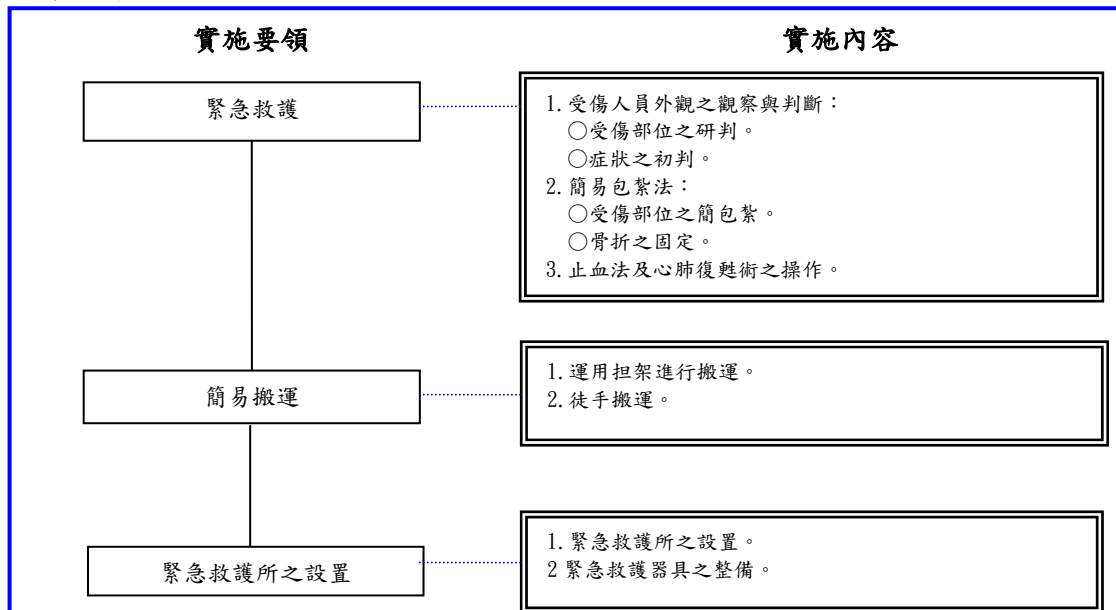 實施要領
實施內容
緊急救護
1.受傷人員外觀之觀察與判斷：
○受傷部位之研判。
○症狀之初判。
2.簡易包紮法：
○受傷部位之簡包紮。
○骨折之固定。
3.止血法及心肺復甦術之操作。
簡易搬運
1.運用担架進行搬運。
2.徒手搬運。
緊急救護所之設置
1.緊急救護所之設置。
2 緊急救護器具之整備。